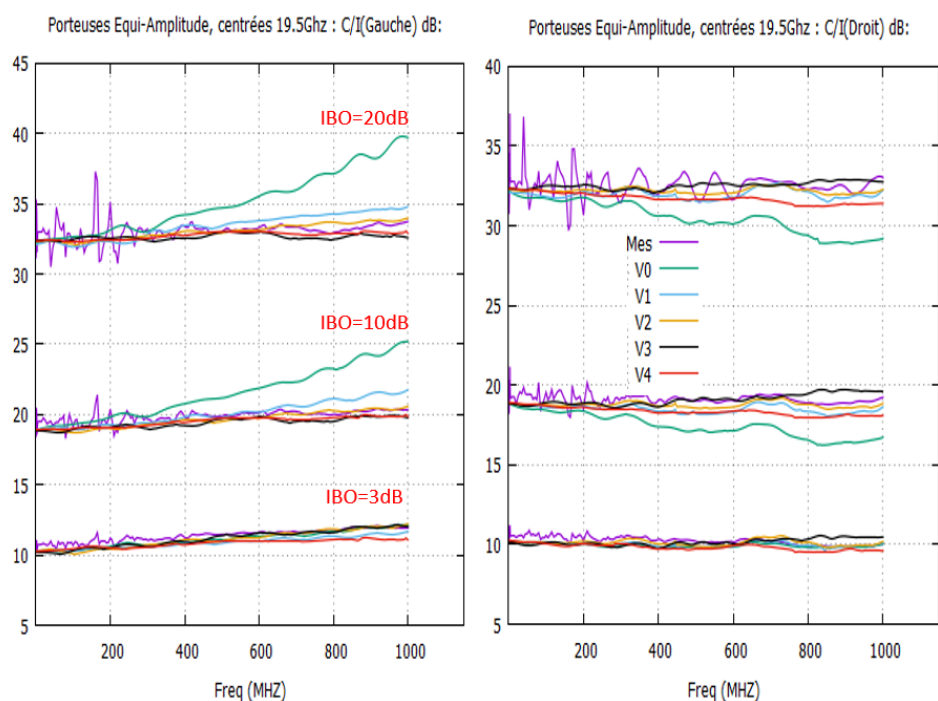 Porteuses Equi-Amplitude, centrées 19.5Ghz : C/I(Gauche) dB:
45
40
35
30
25
20
15
10
5
IBO=20dB
IBO=10dB
IBO=3dB
0
200
400
600
800
1000
Freq (MHZ)
Porteuses Equi-Amplitude, centrées 19.5Ghz : C/I(Droit) dB:
40
35
30
25
20
15
10
5
Mes
V0
V1
V2
V3
V4
0
200
400
600
800
1000
Freq (MHZ)